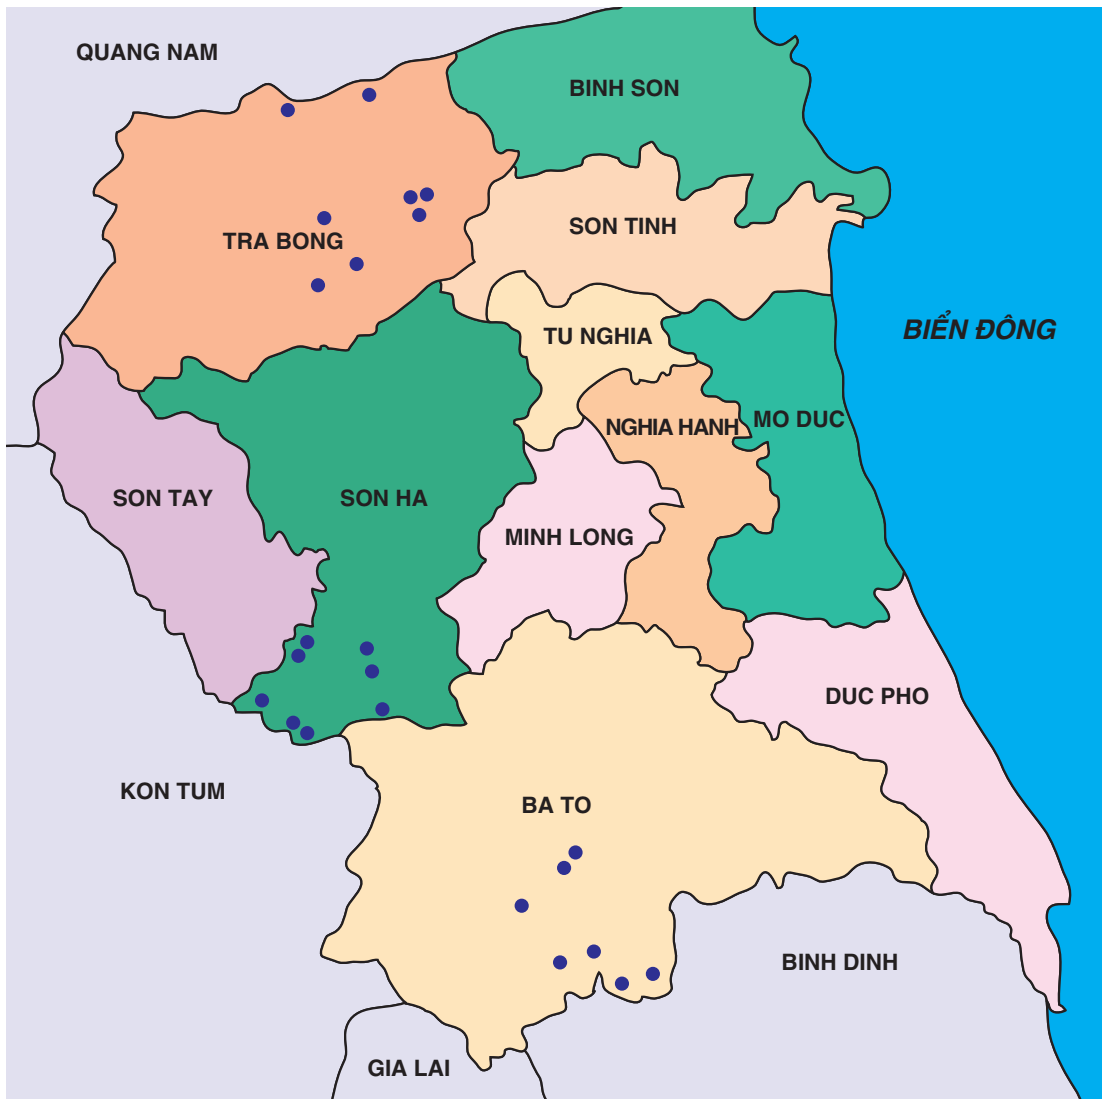 QUANG NAM
BINH SON
SON TINH
TRA BONG
BIỂN ĐÔNG
TU NGHIA
MO DUC
NGHIA HANH
SON TAY
SON HA
MINH LONG
DUC PHO
KON TUM
BA TO
BINH DINH
GIA LAI